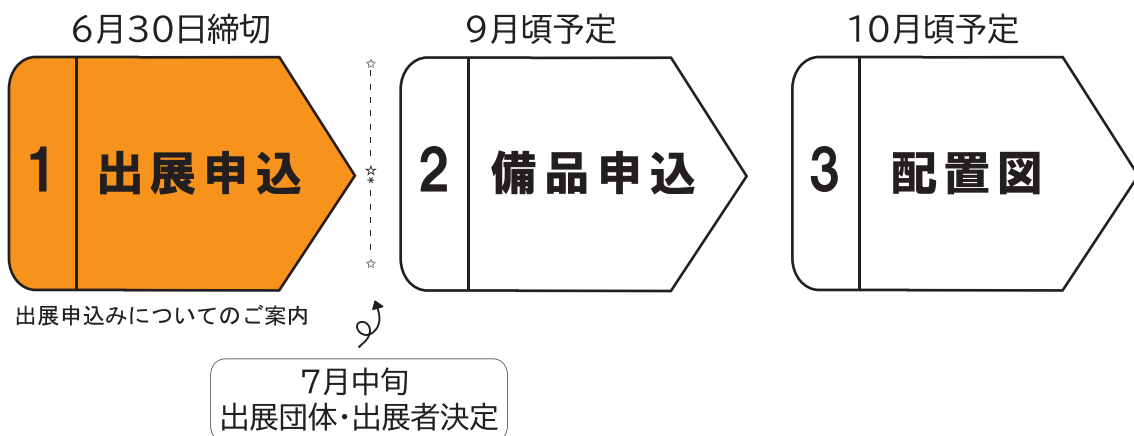 6月30日締切
1 出展申込
出展申込みについてのご案内
7月中旬
出展団体・出展者決定
9月頃予定
2 備品申込
10月頃予定
3 配置図